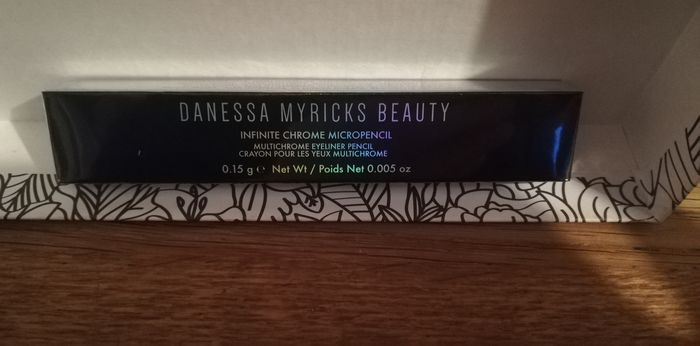 DANESSA MYRICKS BEAUTY
INFINITE CHROME MICROPENCIL
MULTICHROME EYELINER PENCIL
CRAYON POUR LES YEUX MULTICHROME
0.15 g ℮ Net Wt / Poids Net 0.005 oz